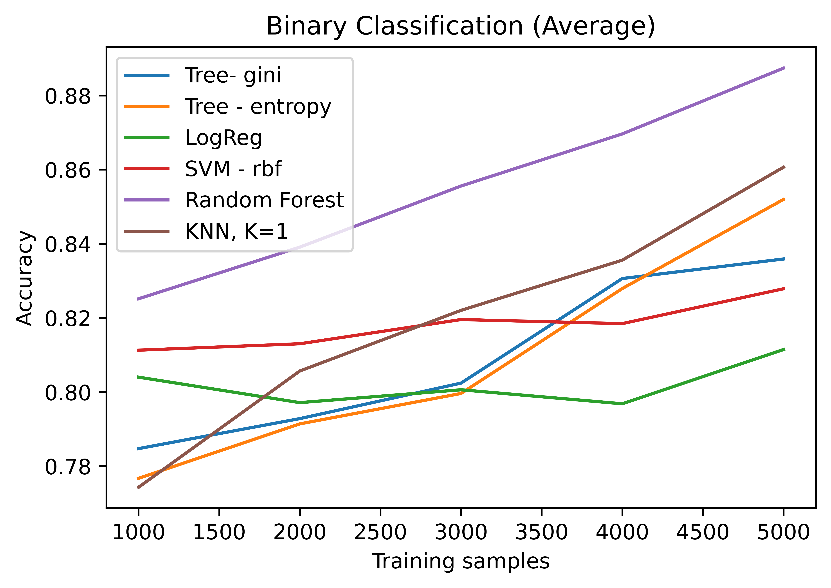 Binary Classification (Average)
Tree- gini
Tree - entropy
LogReg
SVM - rbf
Random Forest
KNN, K=1
0.88
0.86
0.84
0.82
0.80
0.78
Accuracy
1000 1500 2000 2500 3000 3500 4000 4500 5000
Training samples